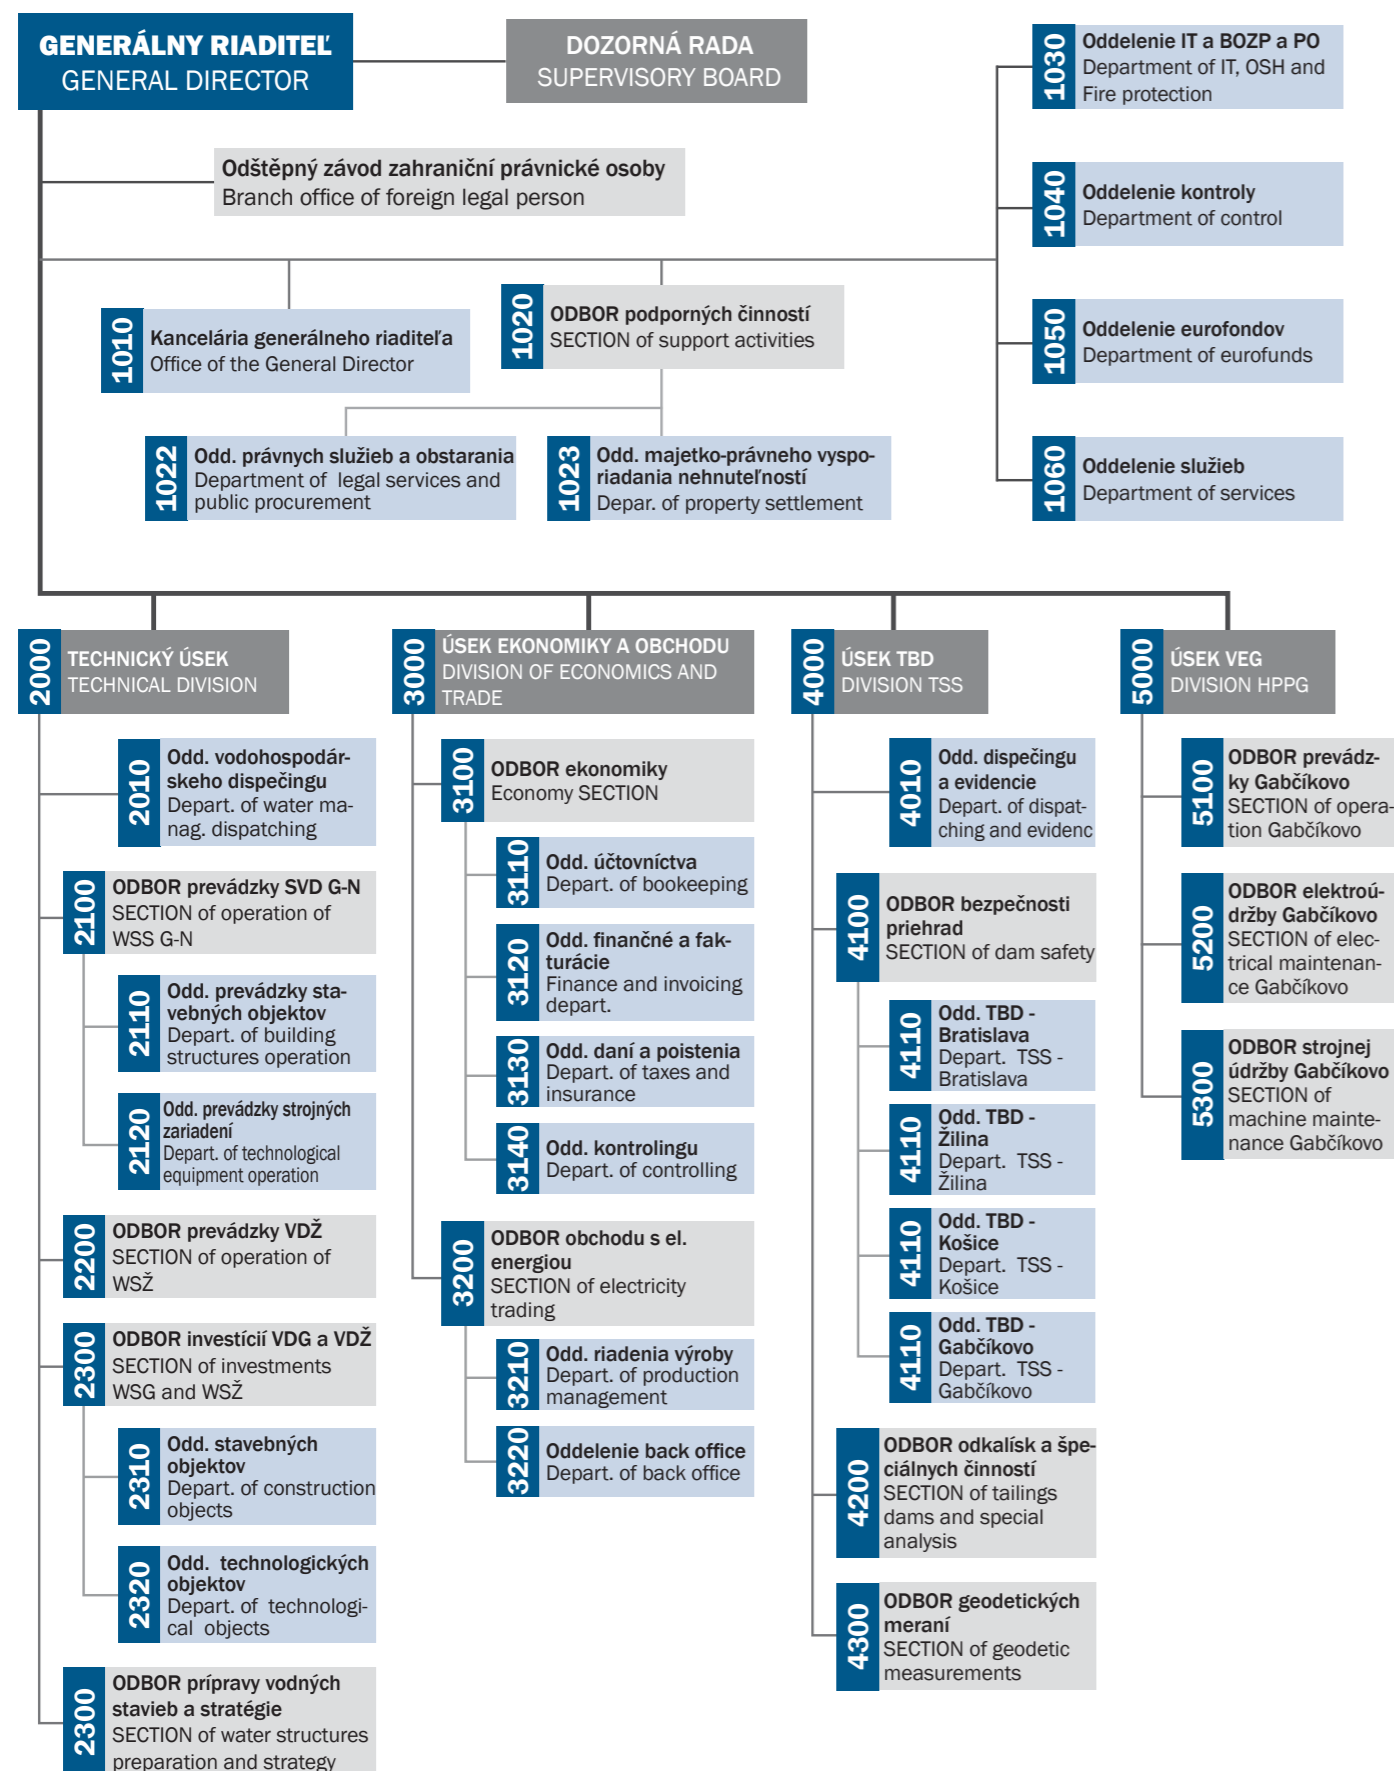 GENERÁLNY RIADITEĽ
GENERAL DIRECTOR
DOZORNÁ RADA
SUPERVISORY BOARD
Odštěpný závod zahraniční právnické osoby
Branch office of foreign legal person
1030
Oddelenie IT a BOZP a PO
Department of IT, OSH and
Fire protection
1040
Oddelenie kontroly
Department of control
1050
Oddelenie eurofondov
Department of eurofunds
1060
Oddelenie služieb
Department of services
1010
Kancelária generálneho riaditeľa
Office of the General Director
1020
ODBOR podporných činností
SECTION of support activities
1022
Odd. právnych služieb a obstarania
Department of legal services and
public procurement
1023
Odd. majetko-právneho vyspo-
riadania nehnuteľností
Depar. of property settlement
2000
TECHNICKÝ ÚSEK
TECHNICAL DIVISION
2010
Odd. vodohospodár-
skeho dispečingu
Depart. of water ma-
nag. dispatching
2100
ODBOR prevádzky SVD G-N
SECTION of operation of
WSS G-N
2110
Odd. prevádzky sta-
vebných objektov
Depart. of building
structures operation
2120
Odd. prevádzky strojných
zariadení
Depart. of technological
equipment operation
2200
ODBOR prevádzky VDŽ
SECTION of operation of
WSŽ
2300
ODBOR investícií VDG a VDŽ
SECTION of investments
WSG and WSŽ
2310
Odd. stavebných
objektov
Depart. of construction
objects
2320
Odd. technologických
objektov
Depart. of technologi-
cal objects
2300
ODBOR prípravy vodných
stavieb a stratégie
SECTION of water structures
preparation and strategy
3000
ÚSEK EKONOMIKY A OBCHODU
DIVISION OF ECONOMICS AND
TRADE
3100
ODBOR ekonomiky
Economy SECTION
3110
Odd. účtovníctva
Depart. of bookeeping
3120
Odd. finančné a fak-
turácie
Finance and invoicing
depart.
3130
Odd. daní a poistenia
Depart. of taxes and
insurance
3140
Odd. kontrolingu
Depart. of controlling
3200
ODBOR obchodu s el.
energiou
SECTION of electricity
trading
3210
Odd. riadenia výroby
Depart. of production
management
3220
Oddelenie back office
Depart. of back office
4000
ÚSEK TBD
DIVISION TSS
4010
Odd. dispečingu
a evidencie
Depart. of dispat-
ching and evidenc
4100
ODBOR bezpečnosti
priehrad
SECTION of dam safety
4110
Odd. TBD -
Bratislava
Depart. TSS -
Bratislava
4110
Odd. TBD -
Žilina
Depart. TSS -
Žilina
4110
Odd. TBD -
Košice
Depart. TSS -
Košice
4110
Odd. TBD -
Gabčíkovo
Depart. TSS -
Gabčíkovo
4200
ODBOR odkalísk a špe-
ciálnych činností
SECTION of tailings
dams and special
analysis
4300
ODBOR geodetických
meraní
SECTION of geodetic
measurements
5000
ÚSEK VEG
DIVISION HPPG
5100
ODBOR prevádz-
ky Gabčíkovo
SECTION of opera-
tion Gabčíkovo
5200
ODBOR elektroú-
držby Gabčíkovo
SECTION of elec-
trical maintenan-
ce Gabčíkovo
5300
ODBOR strojnej
údržby Gabčíkovo
SECTION of
machine mainte-
nance Gabčíkovo